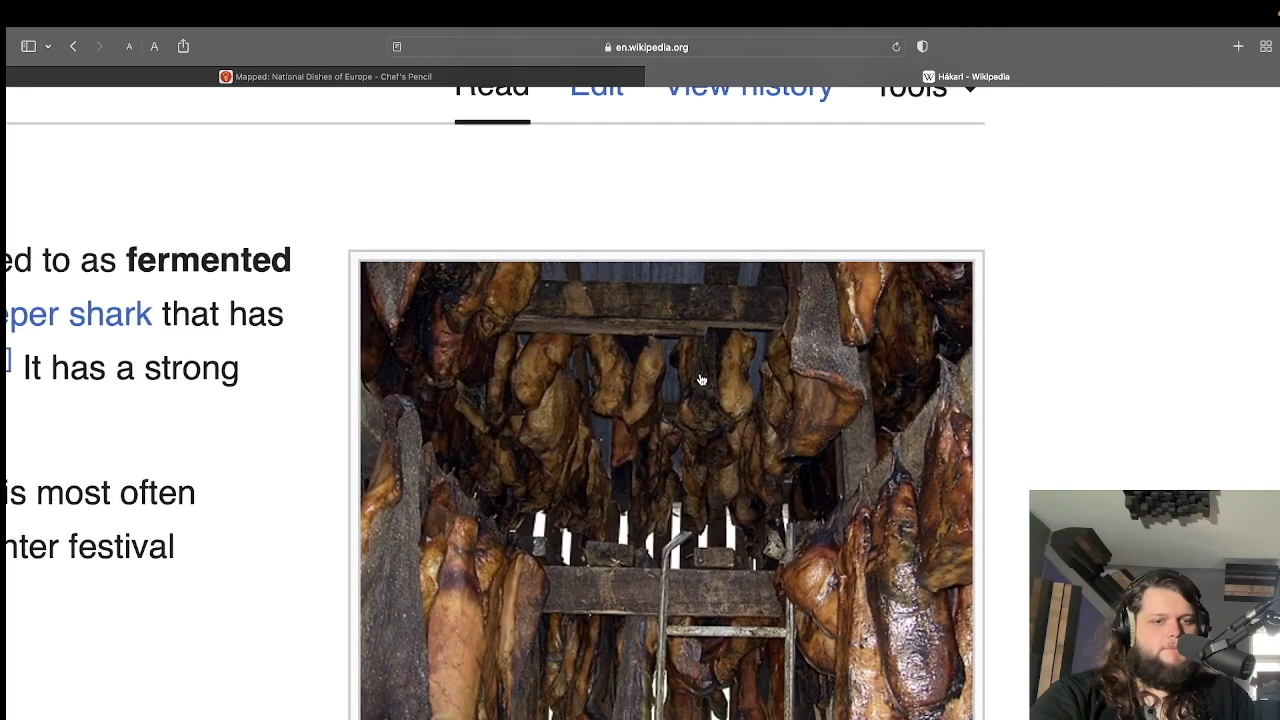 A A en.wikipedia.org
Mapped: National Dishes of Europe - Chef's Pencil W Hákarl - Wikipedia
Read Edit View history Tools
ed to as fermented
eper shark that has
] It has a strong
is most often
nter festival